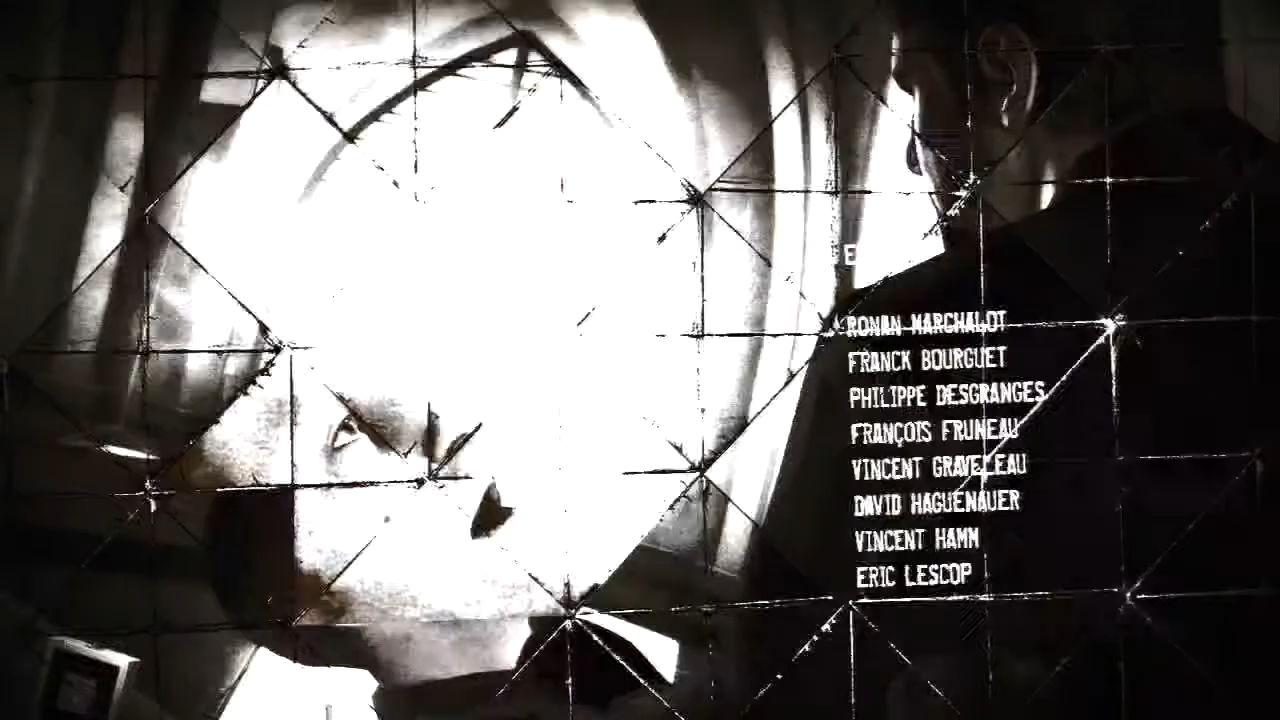 E
RONAN MARCHALOT
FRANCK BOURGUET
PHILIPPE DESGRANGES
FRANÇOIS FRUNEAU
VINCENT GRAVELEAU
DAVID HAGUENAUER
VINCENT HAMM
ERIC LESCOP